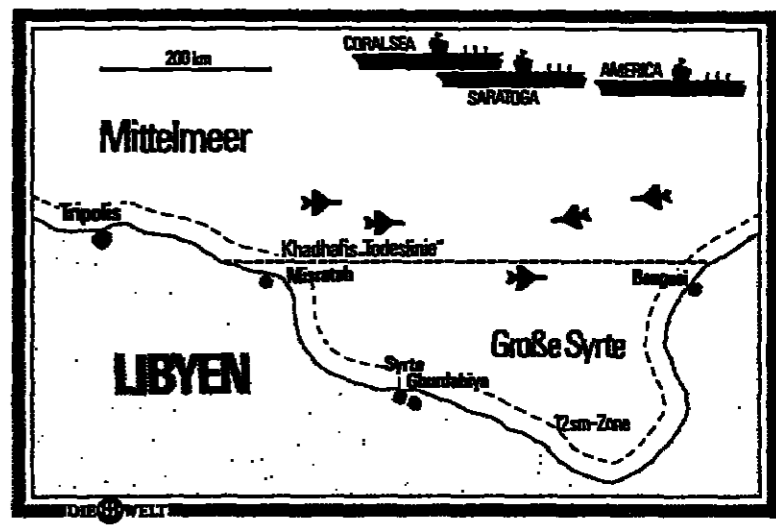 CORALSEA
200 km
AMERICA
SARATOGA
Mittelmeer
Tripolis
Khadhafis „Todeslinie“
Misratah
Bengasi
Große Syrte
LIBYEN
Syrte
Ghurdabiya
12sm-Zone
DIE WELT